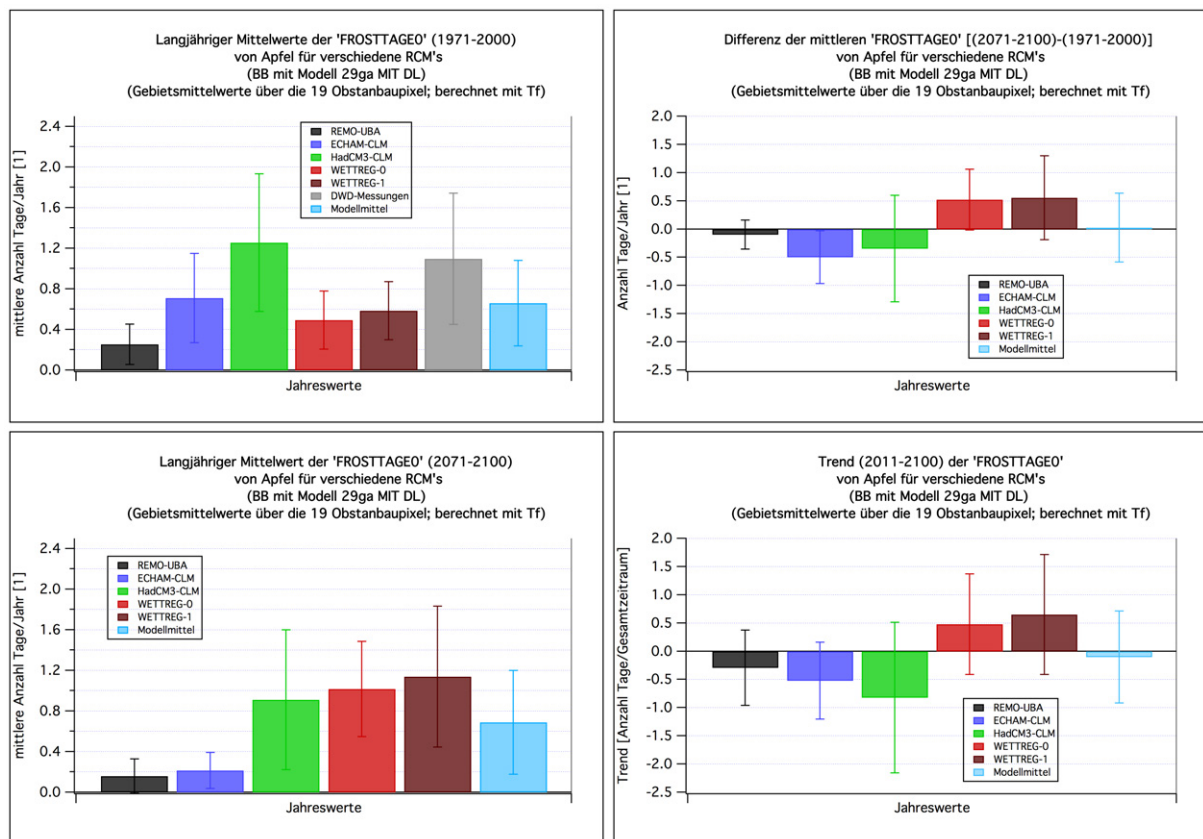 Langjähriger Mittelwerte der 'FROSTTAGE0' (1971-2000)
von Apfel für verschiedene RCM's
(BB mit Modell 29ga MIT DL)
(Gebietsmittelwerte über die 19 Obstanbaupixel; berechnet mit Tf)
mittlere Anzahl Tage/Jahr [1]
2.4
2.0
1.6
1.2
0.8
0.4
0.0
REMO-UBA
ECHAM-CLM
HadCM3-CLM
WETTREG-0
WETTREG-1
DWD-Messungen
Modellmittel
Jahreswerte
Differenz der mittleren 'FROSTTAGE0' [(2071-2100)-(1971-2000)]
von Apfel für verschiedene RCM's
(BB mit Modell 29ga MIT DL)
(Gebietsmittelwerte über die 19 Obstanbaupixel; berechnet mit Tf)
Anzahl Tage/Jahr [1]
2.0
1.5
1.0
0.5
0.0
-0.5
-1.0
-1.5
-2.0
-2.5
REMO-UBA
ECHAM-CLM
HadCM3-CLM
WETTREG-0
WETTREG-1
Modellmittel
Jahreswerte
Langjähriger Mittelwert der 'FROSTTAGE0' (2071-2100)
von Apfel für verschiedene RCM's
(BB mit Modell 29ga MIT DL)
(Gebietsmittelwerte über die 19 Obstanbaupixel; berechnet mit Tf)
mittlere Anzahl Tage/Jahr [1]
2.4
2.0
1.6
1.2
0.8
0.4
0.0
REMO-UBA
ECHAM-CLM
HadCM3-CLM
WETTREG-0
WETTREG-1
Modellmittel
Jahreswerte
Trend (2011-2100) der 'FROSTTAGE0'
von Apfel für verschiedene RCM's
(BB mit Modell 29ga MIT DL)
(Gebietsmittelwerte über die 19 Obstanbaupixel; berechnet mit Tf)
Trend [Anzahl Tage/Gesamtzeitraum]
2.0
1.5
1.0
0.5
0.0
-0.5
-1.0
-1.5
-2.0
-2.5
REMO-UBA
ECHAM-CLM
HadCM3-CLM
WETTREG-0
WETTREG-1
Modellmittel
Jahreswerte